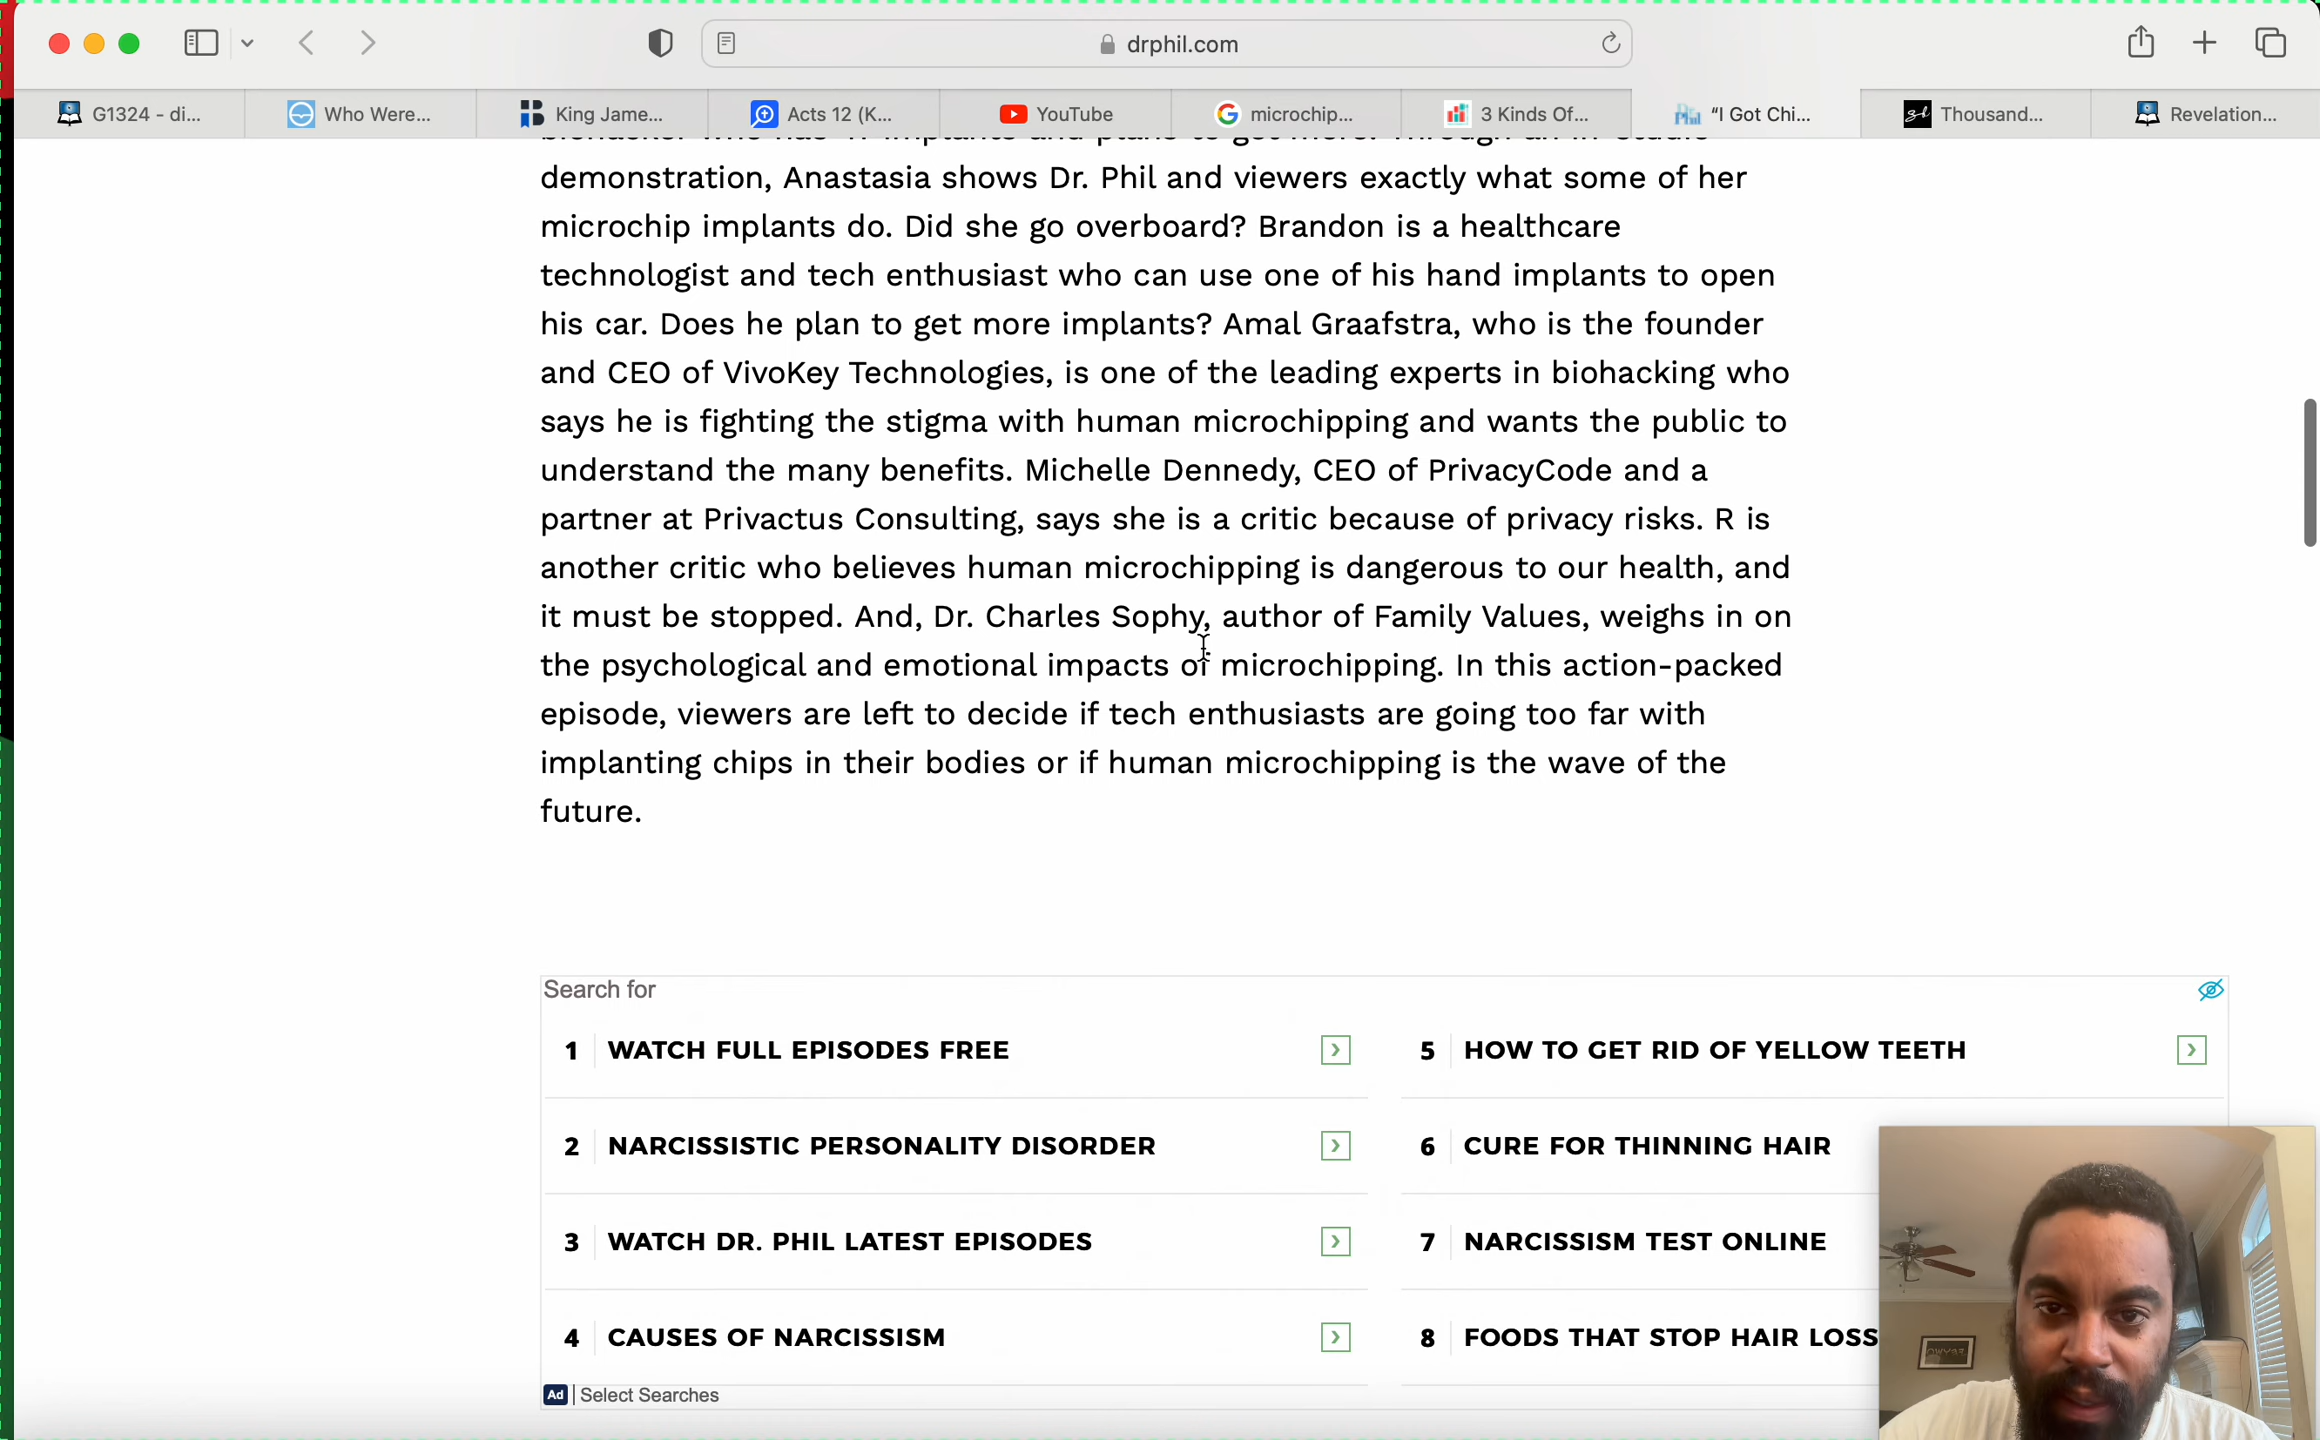 drphil.com
G1324 - di...
Who Were...
King Jame...
Acts 12 (K...
YouTube
microchip...
3 Kinds Of...
“I Got Chi...
Thousand...
Revelation...
demonstration, Anastasia shows Dr. Phil and viewers exactly what some of her
microchip implants do. Did she go overboard? Brandon is a healthcare
technologist and tech enthusiast who can use one of his hand implants to open
his car. Does he plan to get more implants? Amal Graafstra, who is the founder
and CEO of VivoKey Technologies, is one of the leading experts in biohacking who
says he is fighting the stigma with human microchipping and wants the public to
understand the many benefits. Michelle Dennedy, CEO of PrivacyCode and a
partner at Privactus Consulting, says she is a critic because of privacy risks. R is
another critic who believes human microchipping is dangerous to our health, and
it must be stopped. And, Dr. Charles Sophy, author of Family Values, weighs in on
the psychological and emotional impacts of microchipping. In this action-packed
episode, viewers are left to decide if tech enthusiasts are going too far with
implanting chips in their bodies or if human microchipping is the wave of the
future.
Search for
1 WATCH FULL EPISODES FREE
2 NARCISSISTIC PERSONALITY DISORDER
3 WATCH DR. PHIL LATEST EPISODES
4 CAUSES OF NARCISSISM
5 HOW TO GET RID OF YELLOW TEETH
6 CURE FOR THINNING HAIR
7 NARCISSISM TEST ONLINE
8 FOODS THAT STOP HAIR LOSS
Ad | Select Searches